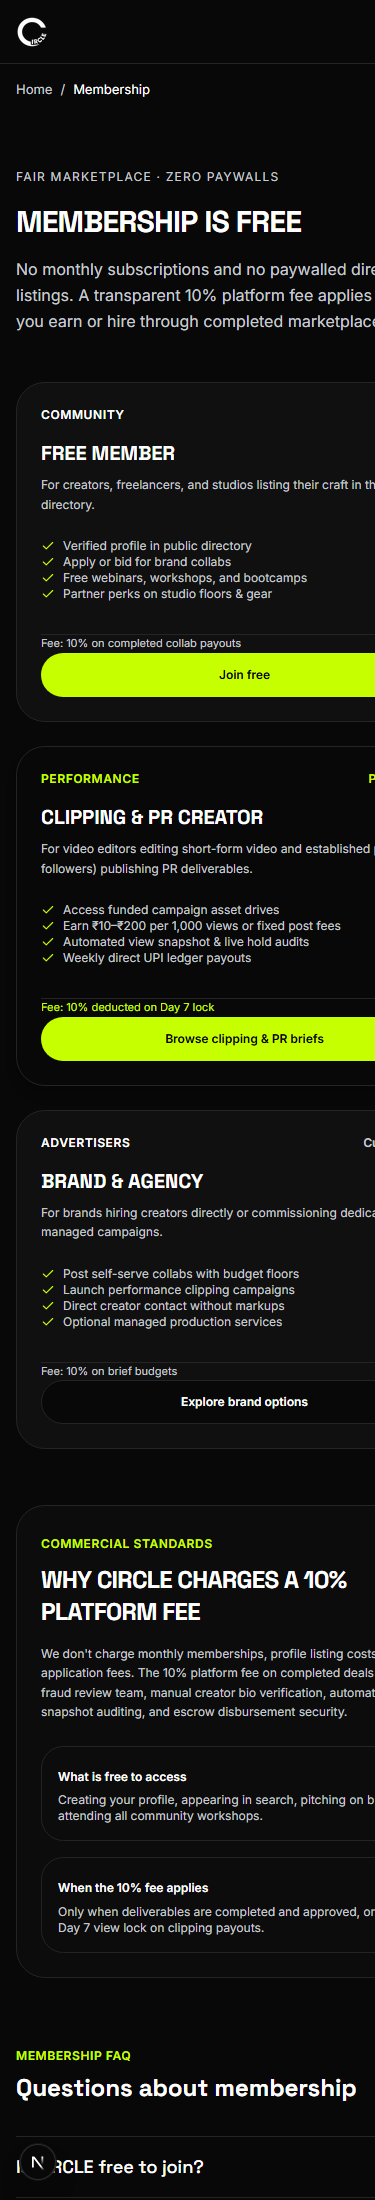 Home / Membership
FAIR MARKETPLACE · ZERO PAYWALLS
MEMBERSHIP IS FREE
No monthly subscriptions and no paywalled
listings. A transparent 10% platform fee applies
you earn or hire through completed
COMMUNITY
FREE MEMBER
For creators, freelancers, and studios listing their craft in
directory.
Verified profile in public directory
Apply or bid for brand collabs
Free webinars, workshops, and bootcamps
Partner perks on studio floors & gear
Fee: 10% on completed collab payouts
Join free
PERFORMANCE
CLIPPING & PR CREATOR
For video editors editing short-form video and established
followers) publishing PR deliverables.
Access funded campaign asset drives
Earn ₹10–₹200 per 1,000 views or fixed post fees
Automated view snapshot & live hold audits
Weekly direct UPI ledger payouts
Fee: 10% deducted on Day 7 lock
Browse clipping & PR briefs
ADVERTISERS
BRAND & AGENCY
For brands hiring creators directly or commissioning
managed campaigns.
Post self-serve collabs with budget floors
Launch performance clipping campaigns
Direct creator contact without markups
Optional managed production services
Fee: 10% on brief budgets
Explore brand options
COMMERCIAL STANDARDS
WHY CIRCLE CHARGES A 10%
PLATFORM FEE
We don't charge monthly memberships, profile listing costs
application fees. The 10% platform fee on completed deals
fraud review team, manual creator bio verification,
snapshot auditing, and escrow disbursement security.
What is free to access
Creating your profile, appearing in search, pitching on
attending all community workshops.
When the 10% fee applies
Only when deliverables are completed and approved,
Day 7 view lock on clipping payouts.
MEMBERSHIP FAQ
Questions about membership
free to join?